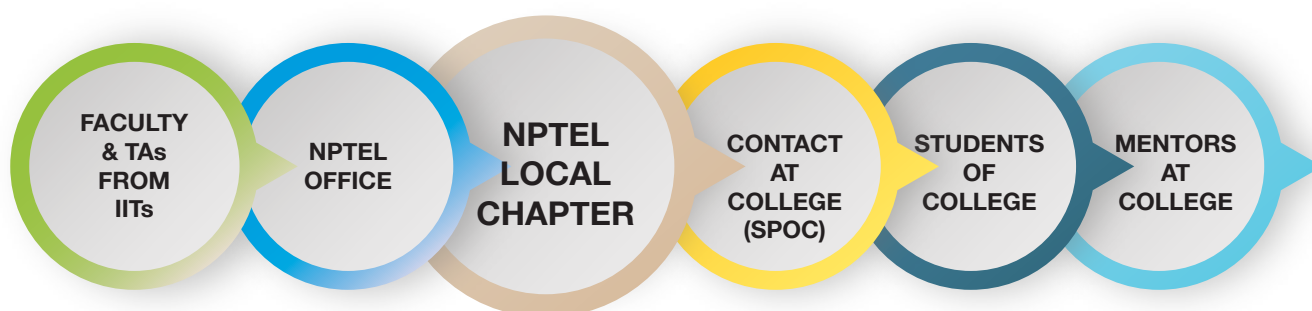 FACULTY
& TAs
FROM
IITs
NPTEL
OFFICE
NPTEL
LOCAL
CHAPTER
CONTACT
AT
COLLEGE
(SPOC)
STUDENTS
OF
COLLEGE
MENTORS
AT
COLLEGE